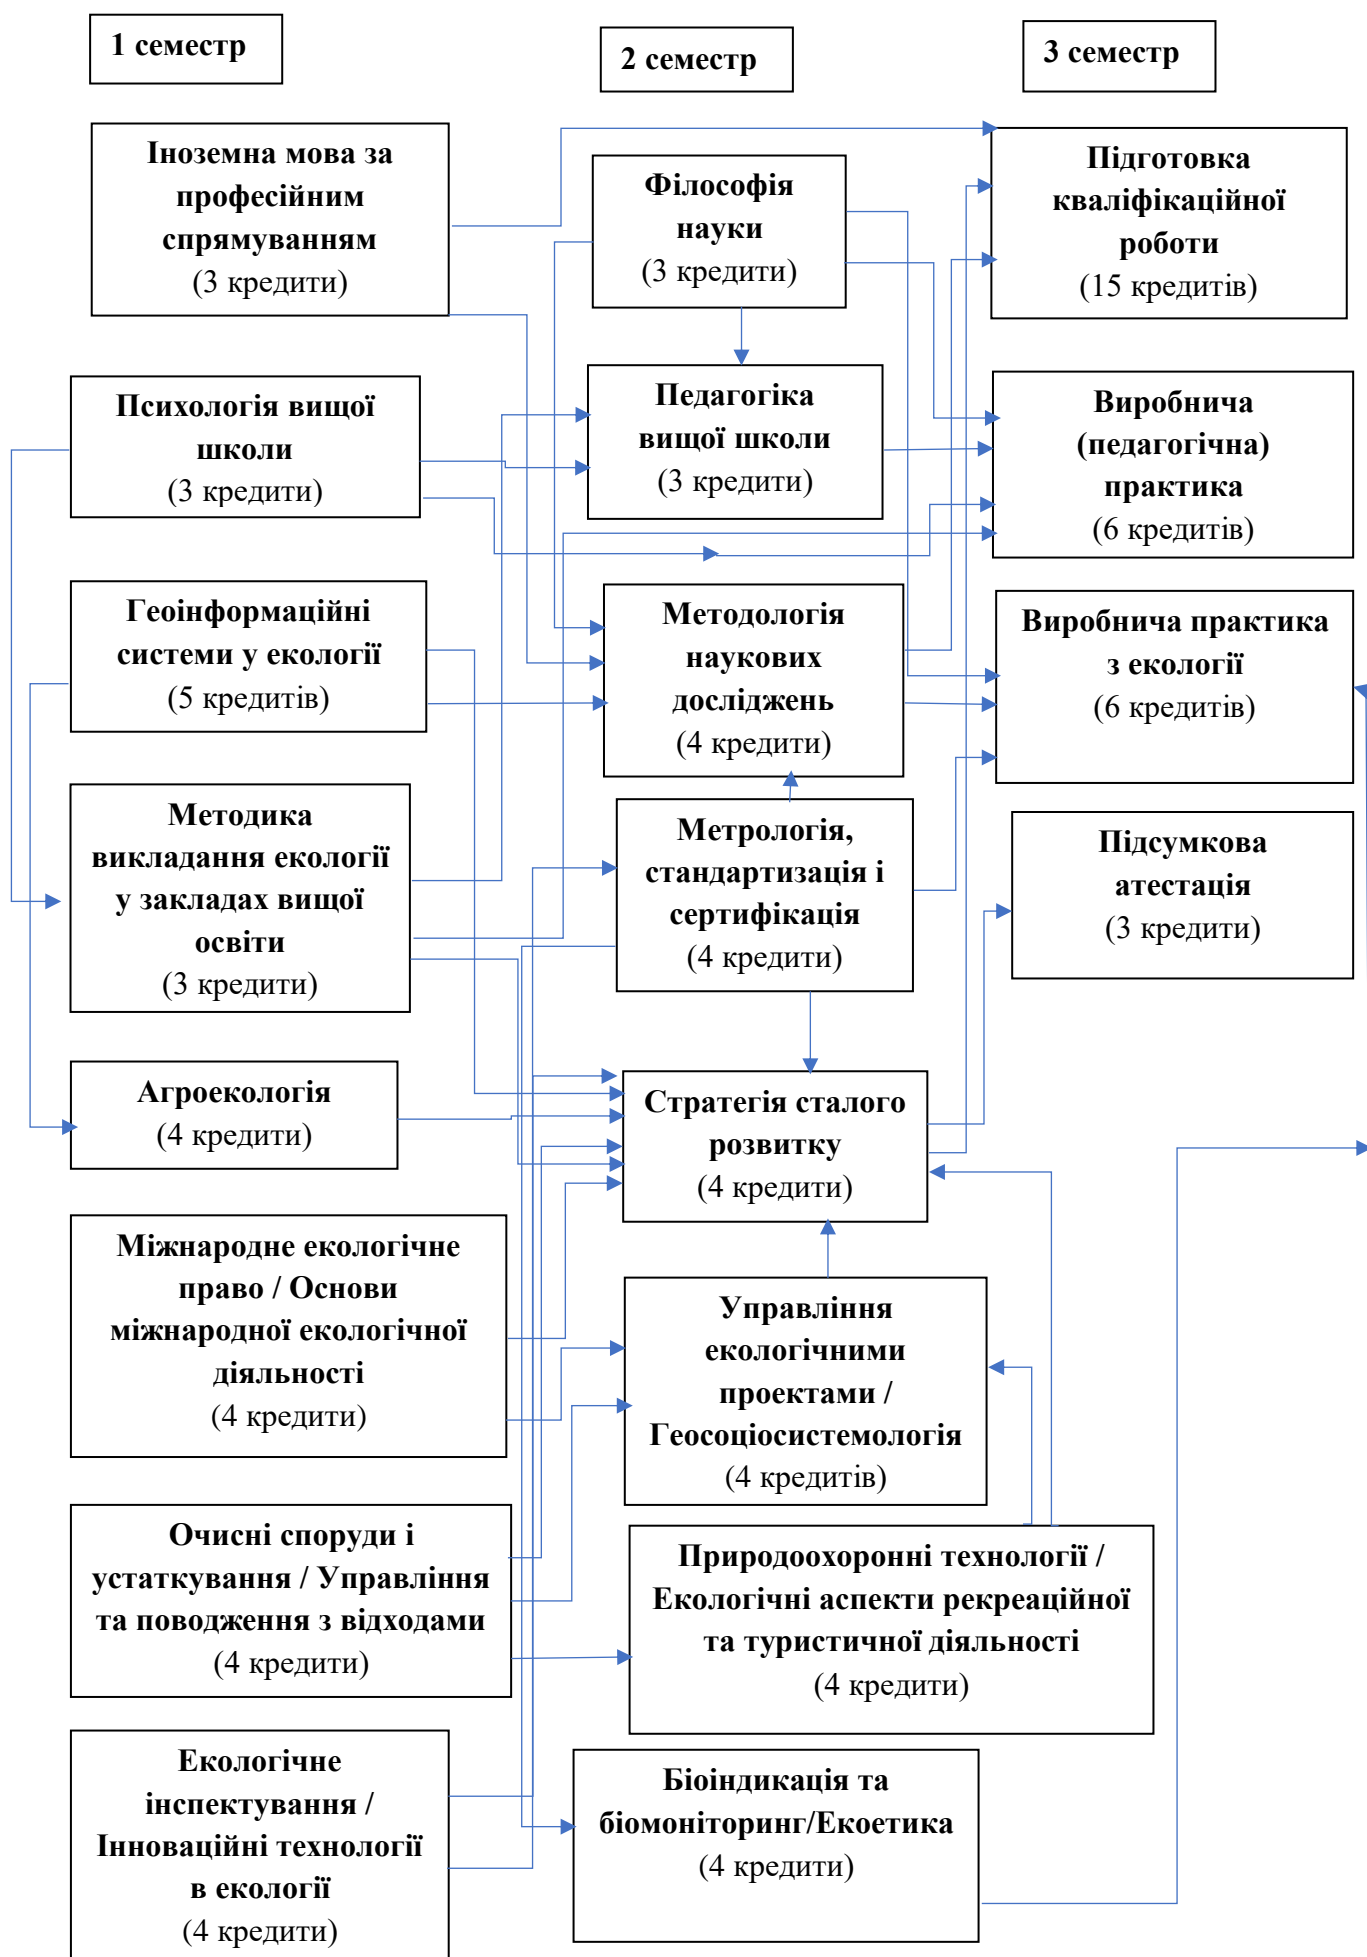 1 семестр
2 семестр
3 семестр
Іноземна мова за
професійним
спрямуванням
(3 кредити)
Психологія вищої
школи
(3 кредити)
Геоінформаційні
системи у екології
(5 кредитів)
Методика
викладання екології
у закладах вищої
освіти
(3 кредити)
Агроекологія
(4 кредити)
Міжнародне екологічне
право / Основи
міжнародної екологічної
діяльності
(4 кредити)
Очисні споруди і
устаткування / Управління
та поводження з відходами
(4 кредити)
Екологічне
інспектування /
Інноваційні технології
в екології
(4 кредити)
Філософія
науки
(3 кредити)
Педагогіка
вищої школи
(3 кредити)
Методологія
наукових
досліджень
(4 кредити)
Метрологія,
стандартизація і
сертифікація
(4 кредити)
Стратегія сталого
розвитку
(4 кредити)
Управління
екологічними
проектами /
Геосоціосистемологія
(4 кредитів)
Природоохоронні технології /
Екологічні аспекти рекреаційної
та туристичної діяльності
(4 кредити)
Біоіндикація та
біомоніторинг/Екоетика
(4 кредити)
Підготовка
кваліфікаційної
роботи
(15 кредитів)
Виробнича
(педагогічна)
практика
(6 кредитів)
Виробнича практика
з екології
(6 кредитів)
Підсумкова
атестація
(3 кредити)